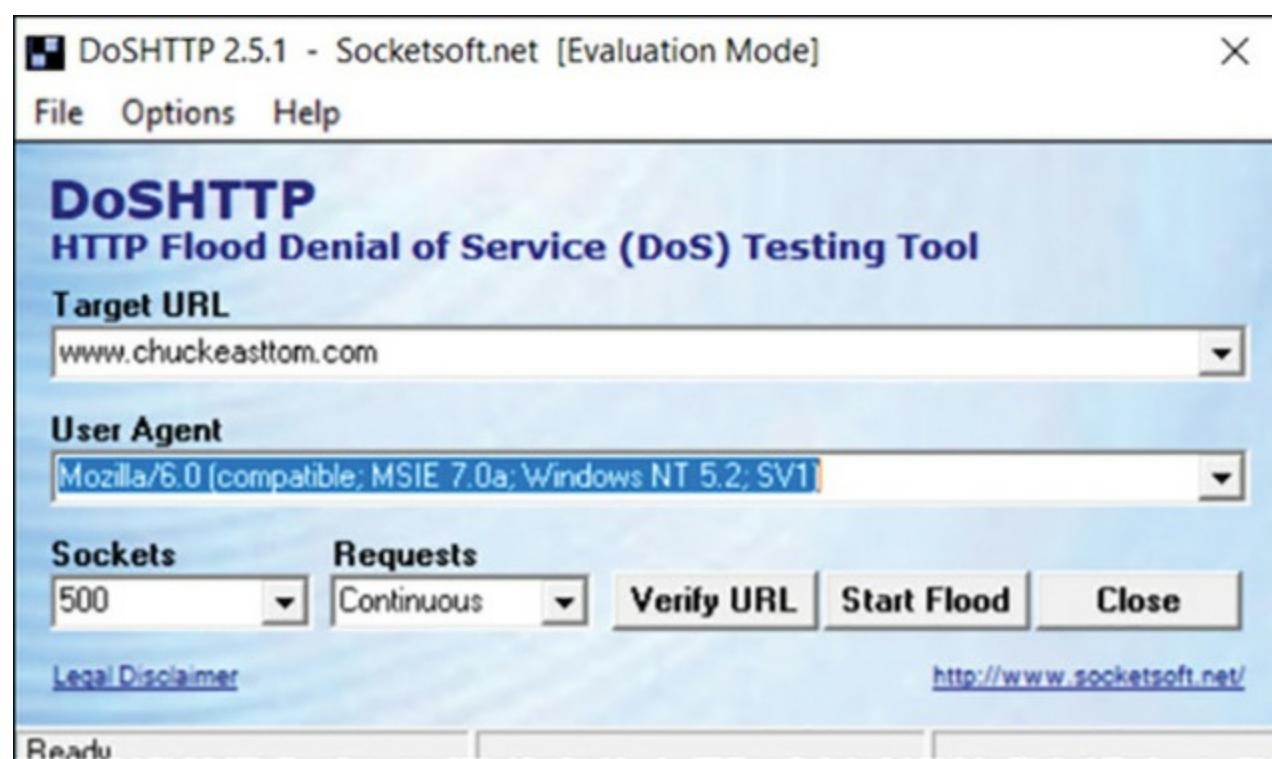 DoSHTTP 2.5.1 - Socketsoft.net [Evaluation Mode]
File Options Help
DoSHTTP
HTTP Flood Denial of Service (DoS) Testing Tool
Target URL
www.chuckeasttom.com
User Agent
Mozilla/6.0 (compatible; MSIE 7.0a; Windows NT 5.2; SV1)
Sockets Requests
500 Continuous Verify URL Start Flood Close
Legal Disclaimer http://www.socketsoft.net/
Ready